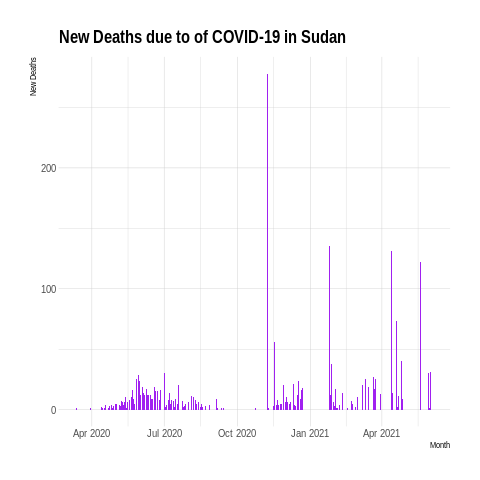 New Deaths due to of COVID-19 in Sudan
New Deaths
200
100
0
Apr 2020 Jul 2020 Oct 2020 Jan 2021 Apr 2021
Month